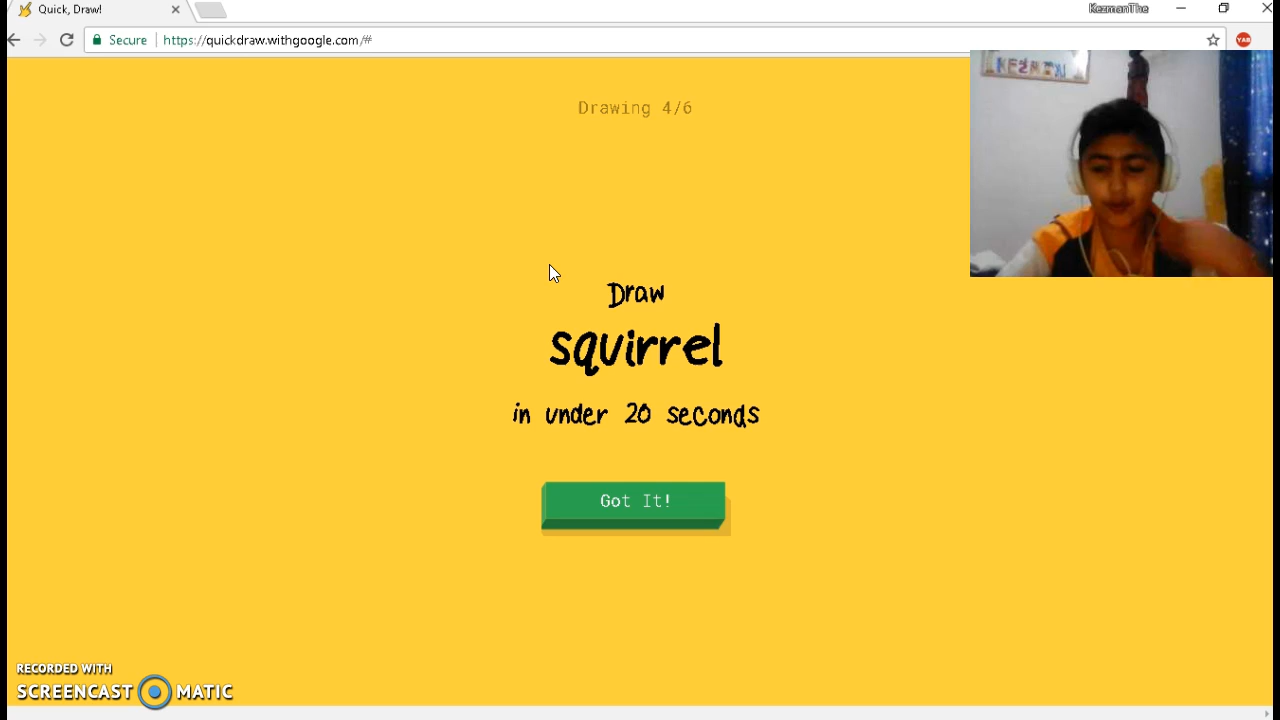 Quick, Draw!
KezmanThe
Secure
https://quickdraw.withgoogle.com/#
YAB
Drawing 4/6
Draw
squirrel
in under 20 seconds
Got It!
RECORDED WITH
SCREENCAST MATIC